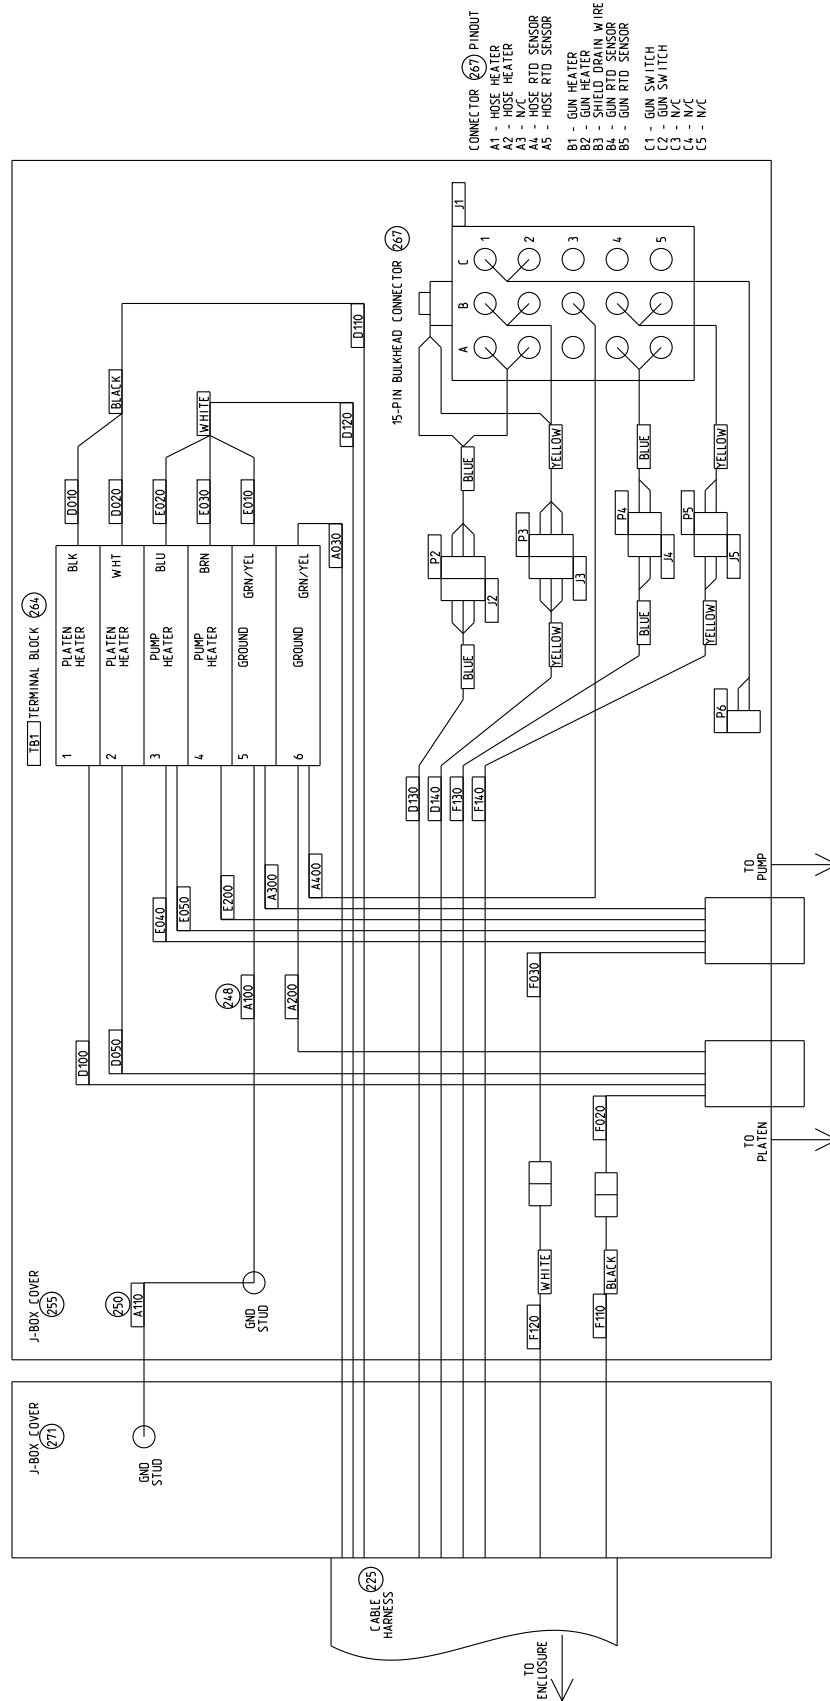 CONNECTOR 267 PINOUT
A1 - HOSE HEATER
A2 - HOSE HEATER
A3 - N/C
A4 - HOSE RTD SENSOR
A5 - HOSE RTD SENSOR
B1 - GUN HEATER
B2 - GUN HEATER
B3 - SHIELD DRAIN WIRE
B4 - GUN RTD SENSOR
B5 - GUN RTD SENSOR
C1 - GUN SWITCH
C2 - GUN SWITCH
C3 - N/C
C4 - N/C
C5 - N/C
15-PIN BULKHEAD CONNECTOR 267
J1
A B C
1
2
3
4
5
TB1 TERMINAL BLOCK 264
1 PLATEN HEATER BLK
2 PLATEN HEATER WHT
3 PUMP HEATER BLU
4 PUMP HEATER BRN
5 GROUND GRN/YEL
6 GROUND GRN/YEL
D010
D020
E020
E030
E010
A030
BLACK
WHITE
D110
D120
BLUE
YELLOW
BLUE
YELLOW
P2
J2
P3
J3
P4
J4
P5
J5
BLUE
YELLOW
BLUE
YELLOW
P6
D130
D140
F130
F140
E040
E050
E200
A300
A400
248
A100
A200
D100
D050
F030
F020
TO PUMP
TO PLATEN
WHITE
BLACK
F120
F110
J-BOX COVER
255
250
A110
GND STUD
J-BOX COVER
271
GND STUD
225
CABLE HARNESS
TO ENCLOSURE